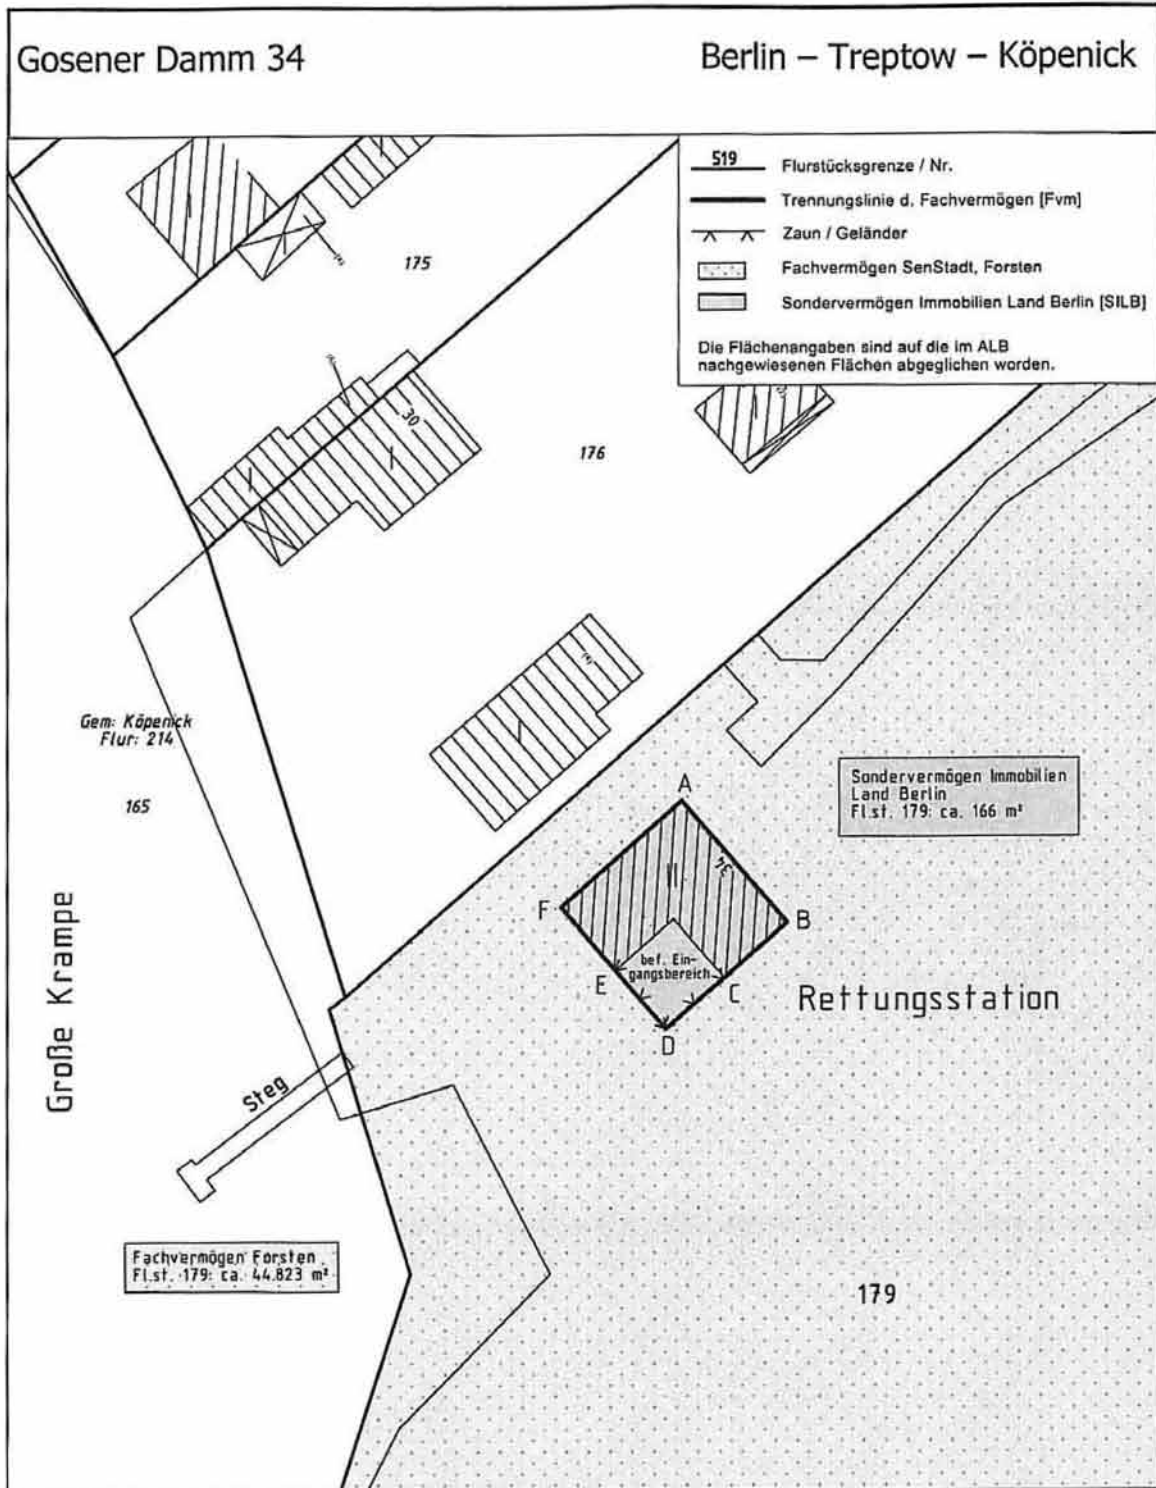 Gosener Damm 34
Berlin – Treptow – Köpenick
519 Flurstücksgrenze / Nr.
Trennungslinie d. Fachvermögen [Fvm]
Zaun / Geländer
Fachvermögen SenStadt, Forsten
Sondervermögen Immobilien Land Berlin [SILB]
Die Flächenangaben sind auf die im ALB
nachgewiesenen Flächen abgeglichen worden.
175
30
176
Gem: Köpenick
Flur: 214
165
Große Krampe
Sondervermögen Immobilien
Land Berlin
Fl.st. 179: ca. 166 m²
A
34
II
F
B
bef. Ein-
gangsbereich
E
C
D
Rettungsstation
Steg
Fachvermögen Forsten
Fl.st. 179: ca. 44.823 m²
179